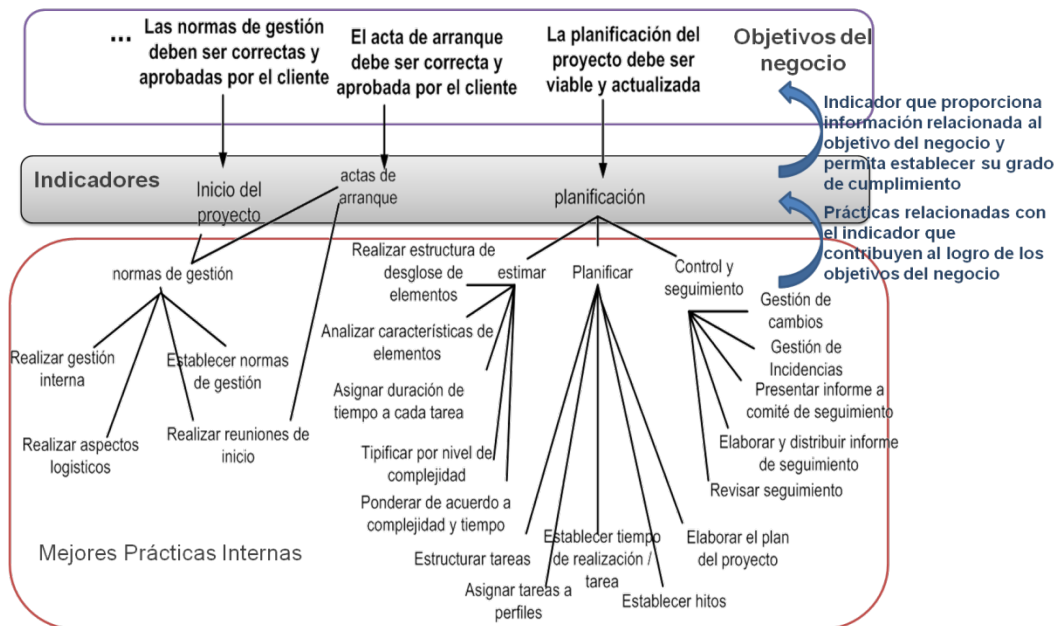 ... Las normas de gestión
deben ser correctas y
aprobadas por el cliente
El acta de arranque
debe ser correcta y
aprobada por el cliente
La planificación del
proyecto debe ser
viable y actualizada
Objetivos del
negocio
Indicador que proporciona
información relacionada al
objetivo del negocio y
permita establecer su grado
de cumplimiento
Indicadores
Inicio del
proyecto
actas de
arranque
planificación
Prácticas relacionadas con
el indicador que
contribuyen al logro de los
objetivos del negocio
normas de gestión
Realizar estructura de
desglose de
elementos
estimar
Planificar
Control y
seguimiento
Realizar gestión
interna
Establecer normas
de gestión
Realizar aspectos
logisticos
Realizar reuniones de
inicio
Analizar características de
elementos
Asignar duración de
tiempo a cada tarea
Tipificar por nivel de
complejidad
Ponderar de acuerdo a
complejidad y tiempo
Estructurar tareas
Asignar tareas a
perfiles
Establecer tiempo
de realización /
tarea
Establecer hitos
Elaborar el plan
del proyecto
Gestión de
cambios
Gestión de
Incidencias
Presentar informe a
comité de seguimiento
Elaborar y distribuir informe
de seguimiento
Revisar seguimiento
Mejores Prácticas Internas